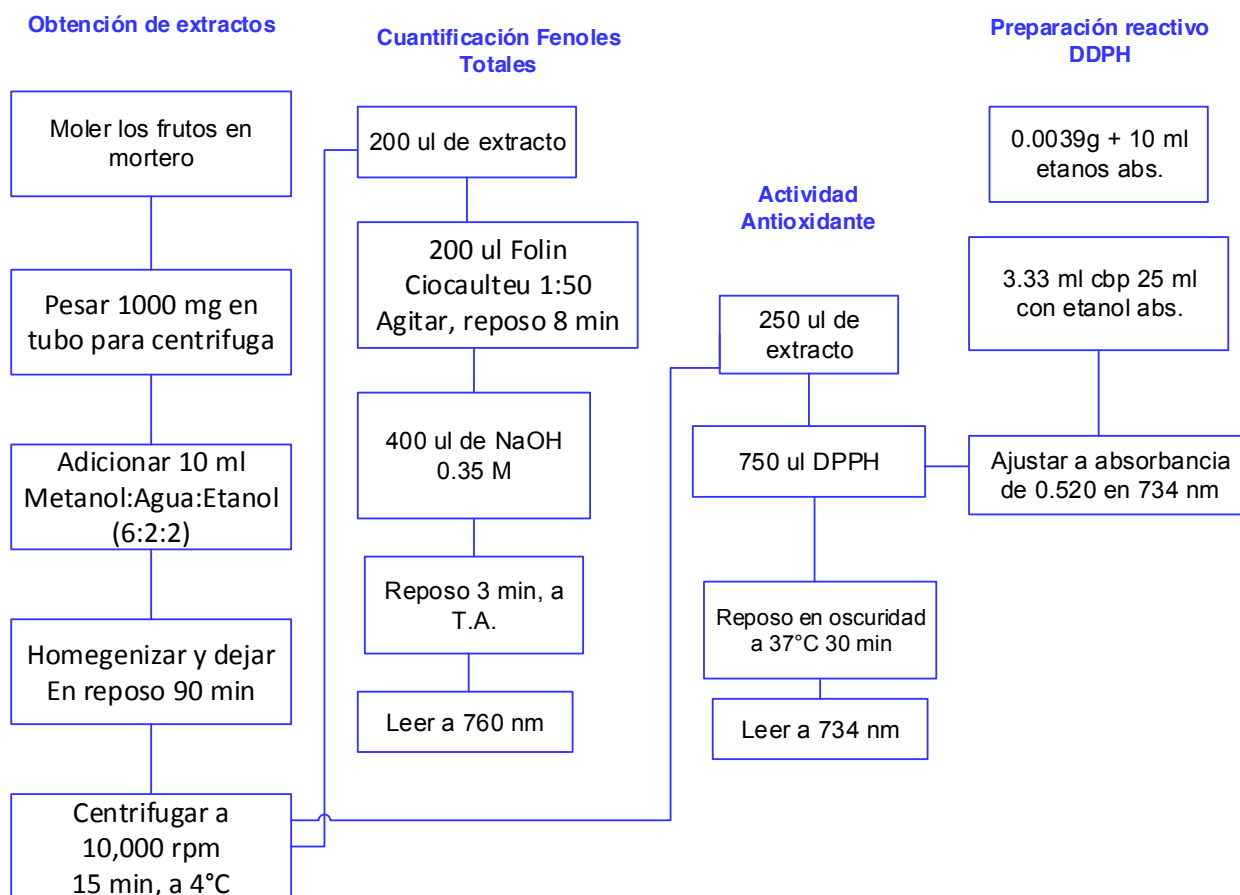 Obtención de extractos
Moler los frutos en
mortero
Pesar 1000 mg en
tubo para centrifuga
Adicionar 10 ml
Metanol:Agua:Etanol
(6:2:2)
Homegenizar y dejar
En reposo 90 min
Centrifugar a
10,000 rpm
15 min, a 4°C
Cuantificación Fenoles
Totales
200 ul de extracto
200 ul Folin
Ciocaulteu 1:50
Agitar, reposo 8 min
400 ul de NaOH
0.35 M
Reposo 3 min, a
T.A.
Leer a 760 nm
Actividad
Antioxidante
250 ul de
extracto
750 ul DPPH
Reposo en oscuridad
a 37°C 30 min
Leer a 734 nm
Preparación reactivo
DDPH
0.0039g + 10 ml
etanos abs.
3.33 ml cbp 25 ml
con etanol abs.
Ajustar a absorbancia
de 0.520 en 734 nm